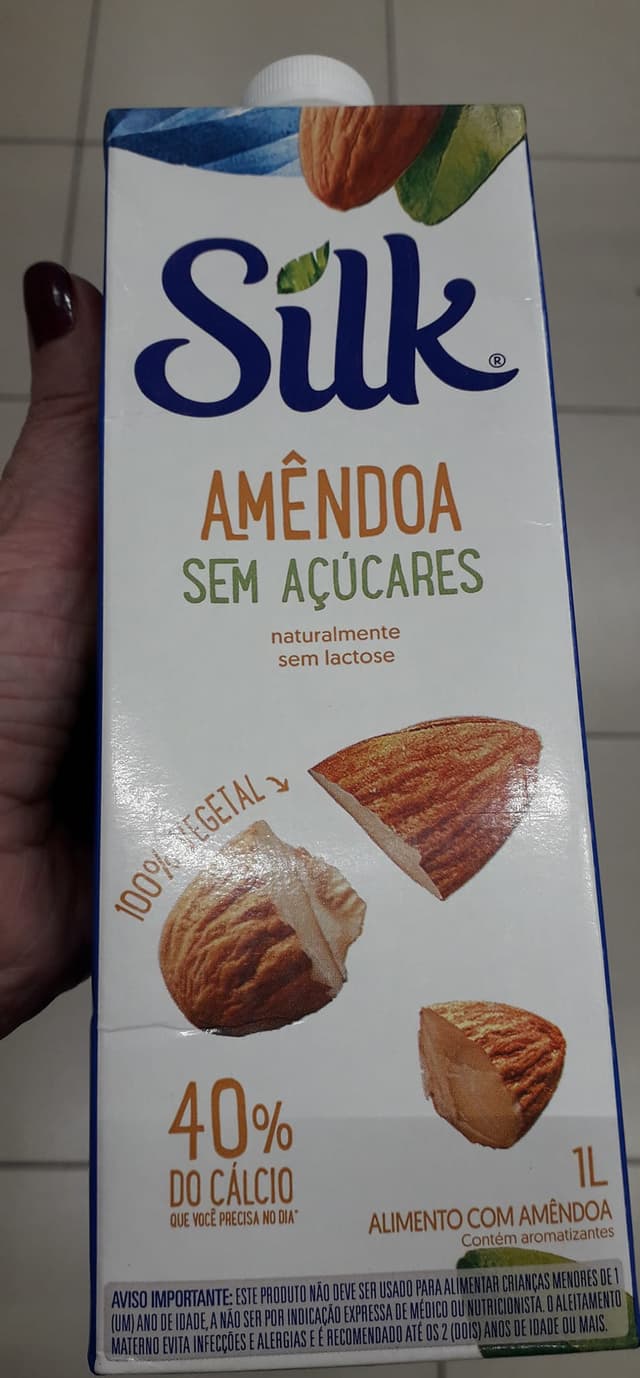 Silk®
AMÊNDOA
SEM AÇÚCARES
naturalmente
sem lactose
100% VEGETAL
40%
DO CÁLCIO
QUE VOCÊ PRECISA NO DIA*
1L
ALIMENTO COM AMÊNDOA
Contém aromatizantes
AVISO IMPORTANTE: ESTE PRODUTO NÃO DEVE SER USADO PARA ALIMENTAR CRIANÇAS MENORES DE 1
(UM) ANO DE IDADE, A NÃO SER POR INDICAÇÃO EXPRESSA DE MÉDICO OU NUTRICIONISTA. O ALEITAMENTO
MATERNO EVITA INFECÇÕES E ALERGIAS E É RECOMENDADO ATÉ OS 2 (DOIS) ANOS DE IDADE OU MAIS.